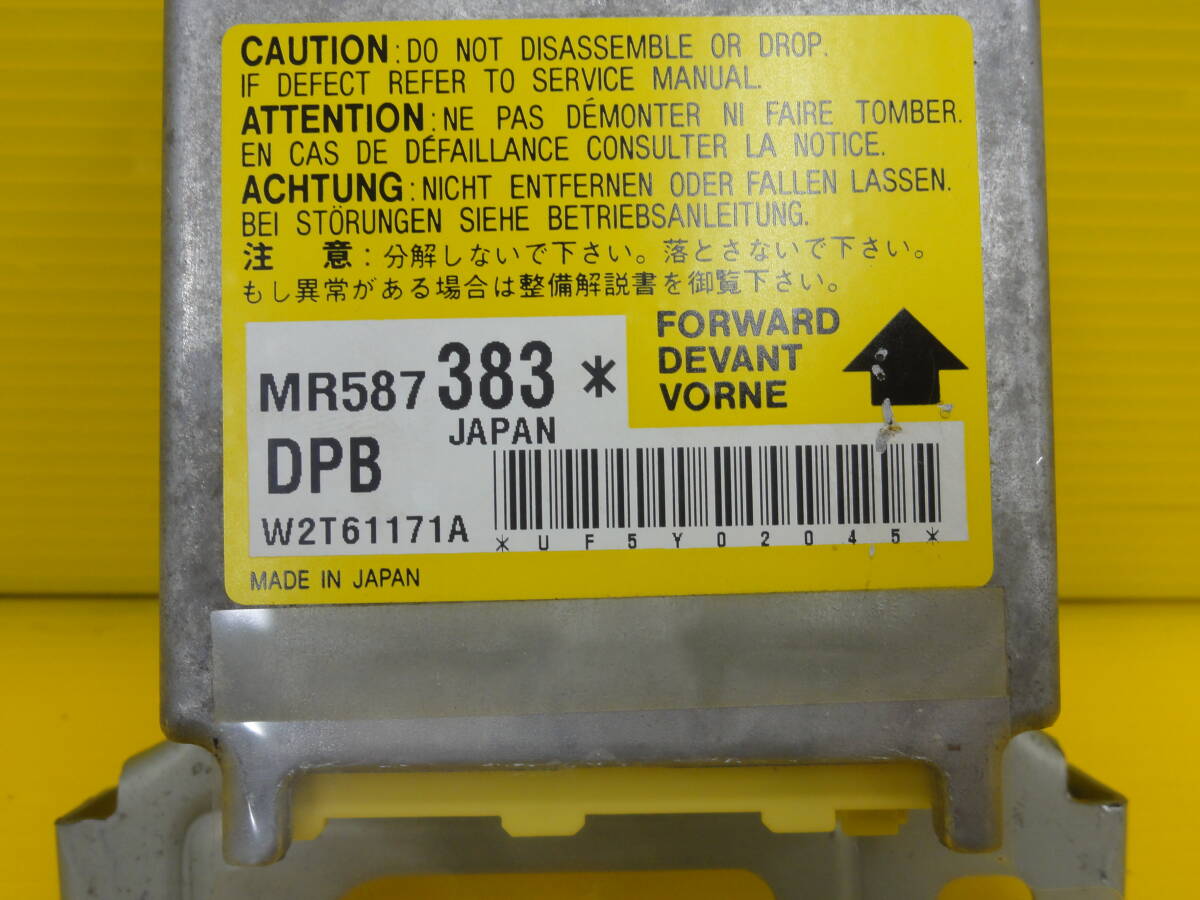 CAUTION:DO NOT DISASSEMBLE OR DROP.
IF DEFECT REFER TO SERVICE MANUAL.
ATTENTION:NE PAS DÉMONTER NI FAIRE TOMBER.
EN CAS DE DÉFAILLANCE CONSULTER LA NOTICE.
ACHTUNG:NICHT ENTFERNEN ODER FALLEN LASSEN.
BEI STÖRUNGEN SIEHE BETRIEBSANLEITUNG.
注 意:分解しないで下さい。落とさないで下さい。
もし異常がある場合は整備解説書を御覧下さい。
FORWARD
DEVANT
VORNE
MR587383*
JAPAN
DPB
W2T61171A
*UF5Y02045*
MADE IN JAPAN